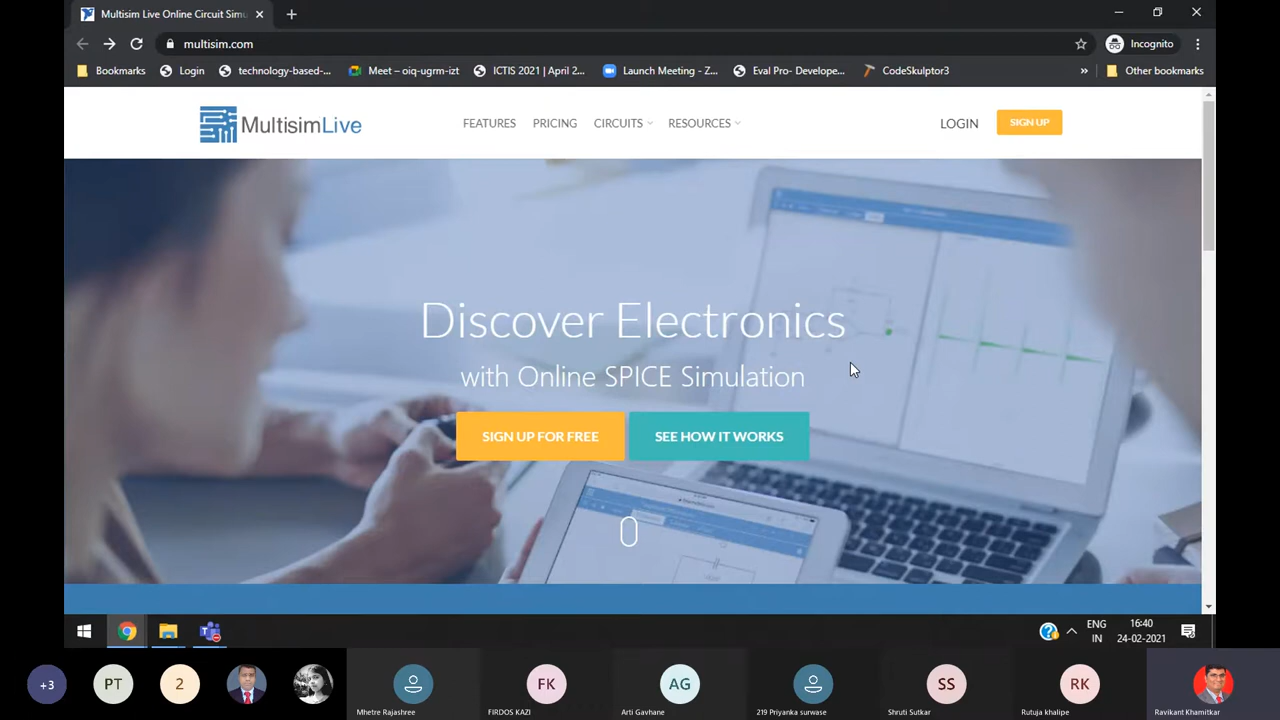 Multisim Live Online Circuit Simu
multisim.com
Incognito
Bookmarks
Login
technology-based-...
Meet – oiq-ugrm-izt
ICTIS 2021 | April 2...
Launch Meeting - Z...
Eval Pro- Develope...
CodeSkulptor3
»
Other bookmarks
MultisimLive
FEATURES
PRICING
CIRCUITS
RESOURCES
LOGIN
SIGN UP
Discover Electronics
with Online SPICE Simulation
SIGN UP FOR FREE
SEE HOW IT WORKS
ENG
IN
16:40
24-02-2021
+3
PT
2
Mhetre Rajashree
FK
FIRDOS KAZI
AG
Arti Gavhane
219 Priyanka surwase
SS
Shruti Sutkar
RK
Rutuja khalipe
Ravikant Khamitkar